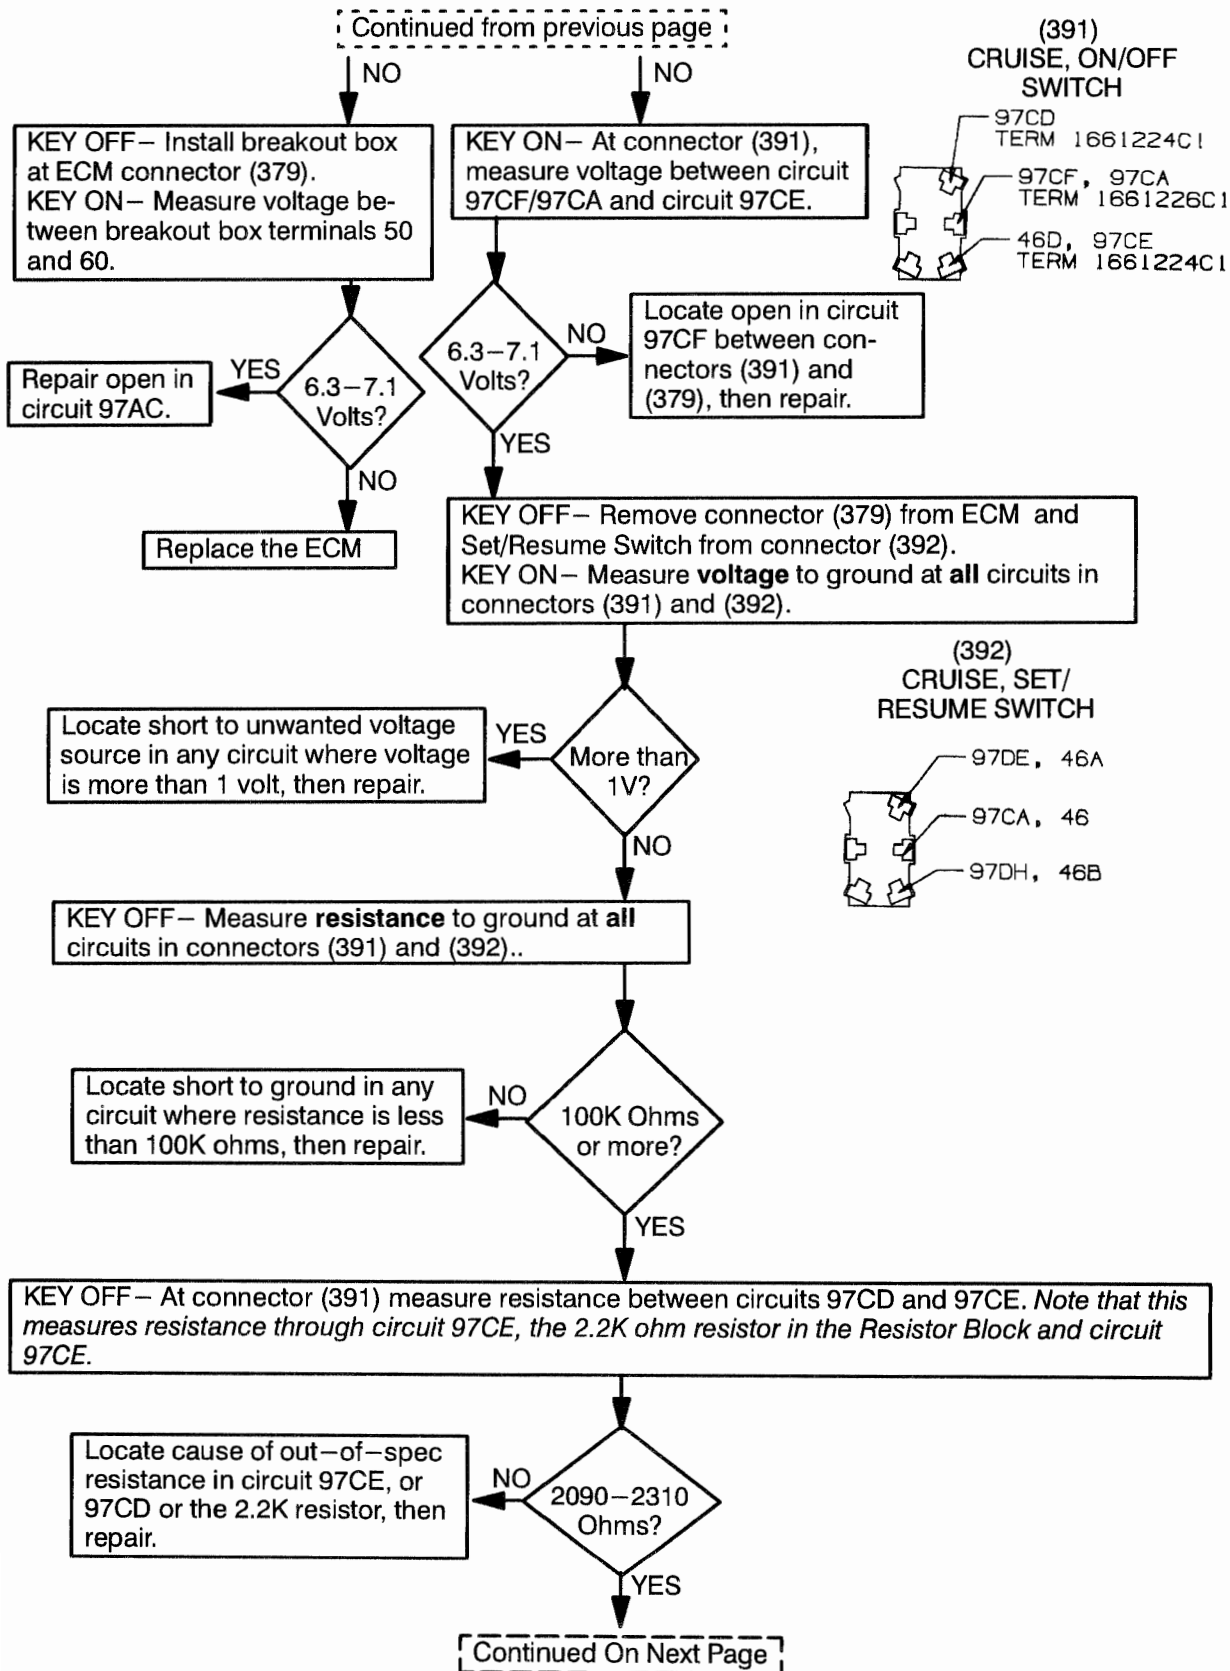 Continued from previous page
NO
NO
KEY OFF– Install breakout box
at ECM connector (379).
KEY ON– Measure voltage be-
tween breakout box terminals 50
and 60.
KEY ON– At connector (391),
measure voltage between circuit
97CF/97CA and circuit 97CE.
(391)
CRUISE, ON/OFF
SWITCH
97CD
TERM 1661224C1
97CF, 97CA
TERM 1661226C1
46D, 97CE
TERM 1661224C1
6.3–7.1
Volts?
YES
Repair open in
circuit 97AC.
NO
Replace the ECM
6.3–7.1
Volts?
NO
Locate open in circuit
97CF between con-
nectors (391) and
(379), then repair.
YES
KEY OFF– Remove connector (379) from ECM and
Set/Resume Switch from connector (392).
KEY ON– Measure voltage to ground at all circuits in
connectors (391) and (392).
(392)
CRUISE, SET/
RESUME SWITCH
97DE, 46A
97CA, 46
97DH, 46B
More than
1V?
YES
Locate short to unwanted voltage
source in any circuit where voltage
is more than 1 volt, then repair.
NO
KEY OFF– Measure resistance to ground at all
circuits in connectors (391) and (392)..
100K Ohms
or more?
NO
Locate short to ground in any
circuit where resistance is less
than 100K ohms, then repair.
YES
KEY OFF– At connector (391) measure resistance between circuits 97CD and 97CE. Note that this
measures resistance through circuit 97CE, the 2.2K ohm resistor in the Resistor Block and circuit
97CE.
2090–2310
Ohms?
NO
Locate cause of out–of–spec
resistance in circuit 97CE, or
97CD or the 2.2K resistor, then
repair.
YES
Continued On Next Page